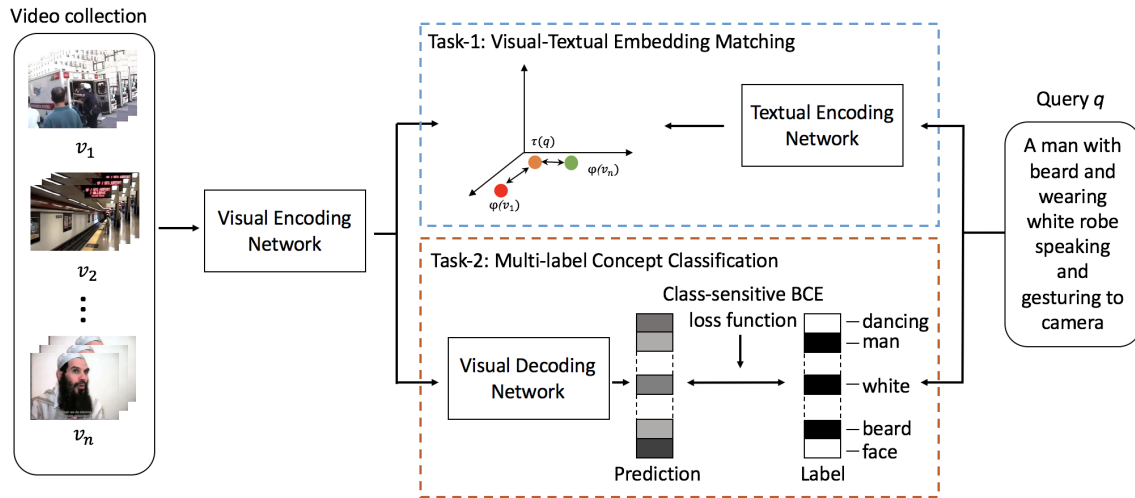 Video collection
v1
v2
vn
Visual Encoding
Network
Task-1: Visual-Textual Embedding Matching
τ(q)
φ(vn)
φ(v1)
Textual Encoding
Network
Task-2: Multi-label Concept Classification
Class-sensitive BCE
loss function
Visual Decoding
Network
Prediction
Label
dancing
man
white
beard
face
Query q
A man with
beard and
wearing
white robe
speaking
and
gesturing to
camera